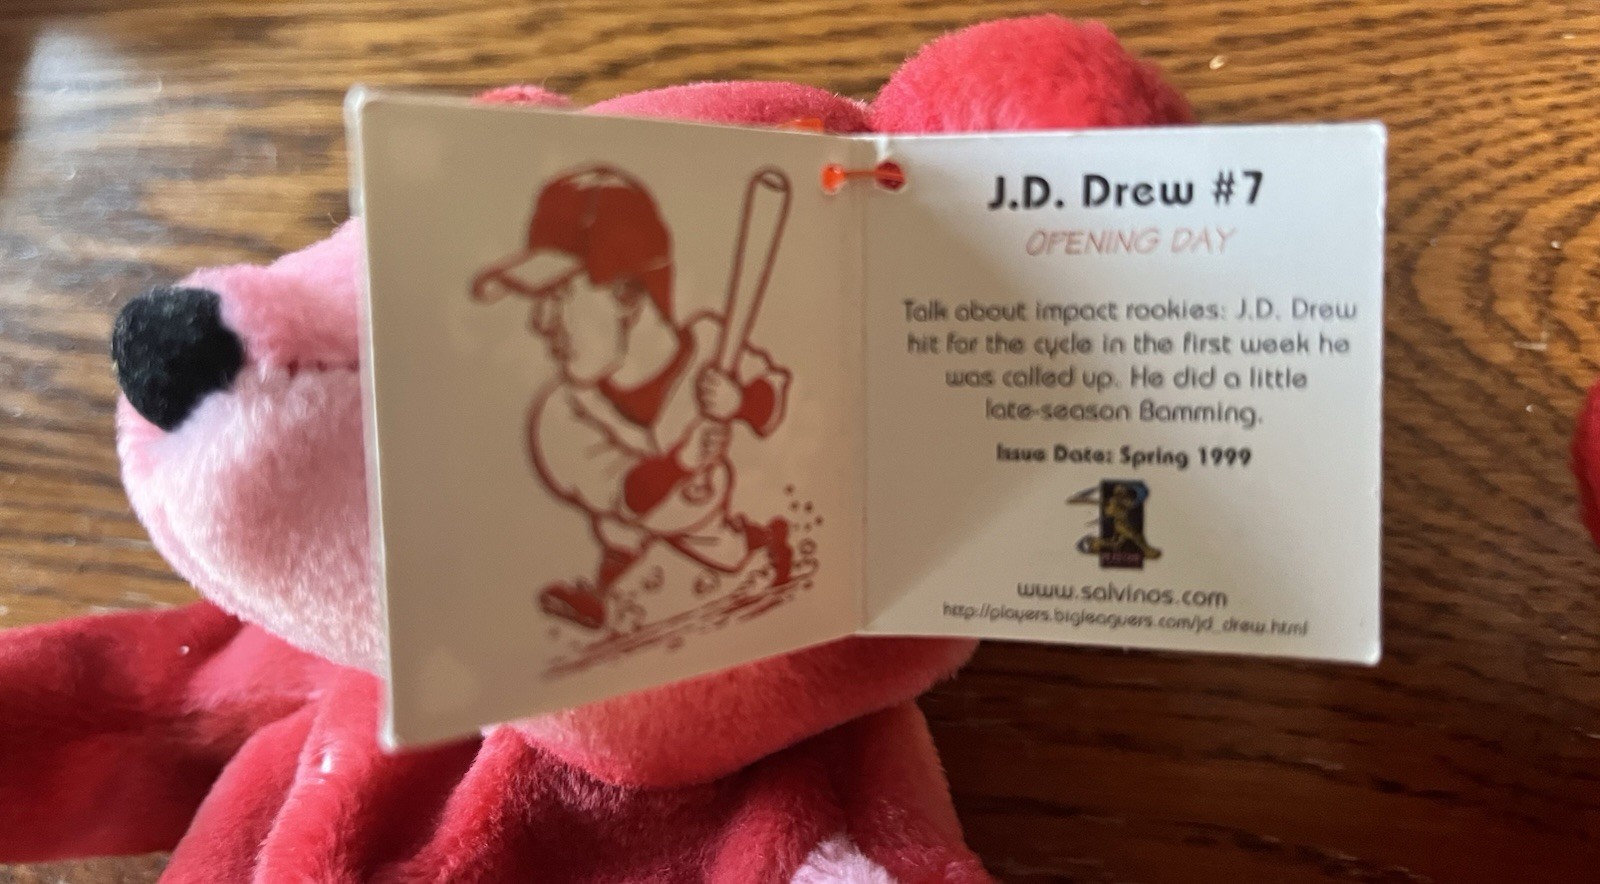 J.D. Drew #7
OPENING DAY
Talk about impact rookies: J.D. Drew
hit for the cycle in the first week he
was called up. He did a little
late-season Bamming.
Issue Date: Spring 1999
www.salvinos.com
http://players.bigleaguers.com/jd_drew.html